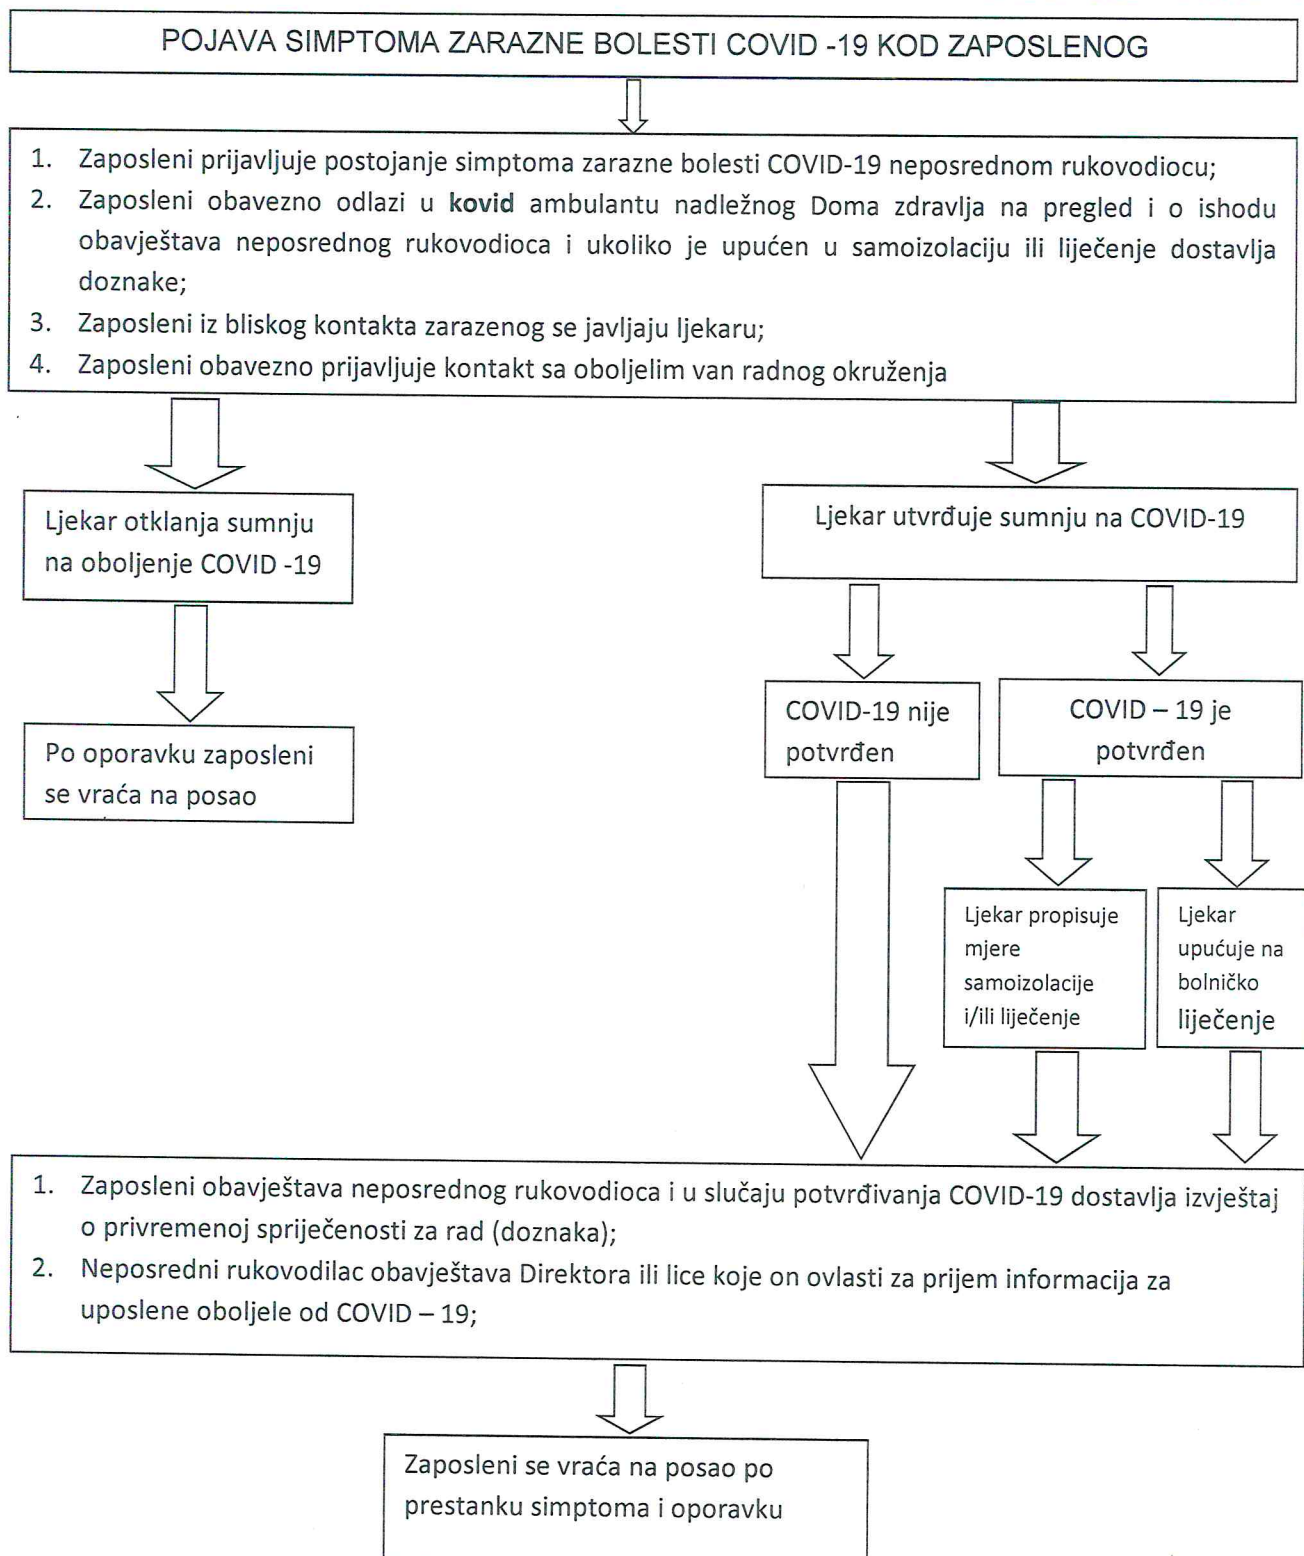 POJAVA SIMPTOMA ZARAZNE BOLESTI COVID -19 KOD ZAPOSLENOG
1. Zaposleni prijavljuje postojanje simptoma zarazne bolesti COVID-19 neposrednom rukovodiocu;
2. Zaposleni obavezno odlazi u kovid ambulantu nadležnog Doma zdravlja na pregled i o ishodu
obavještava neposrednog rukovodioca i ukoliko je upućen u samoizolaciju ili liječenje dostavlja
doznake;
3. Zaposleni iz bliskog kontakta zarazenog se javljaju ljekaru;
4. Zaposleni obavezno prijavljuje kontakt sa oboljelim van radnog okruženja
Ljekar otklanja sumnju
na oboljenje COVID -19
Po oporavku zaposleni
se vraća na posao
Ljekar utvrđuje sumnju na COVID-19
COVID-19 nije
potvrđen
COVID – 19 je
potvrđen
Ljekar propisuje
mjere
samoizolacije
i/ili liječenje
Ljekar
upućuje na
bolničko
liječenje
1. Zaposleni obavještava neposrednog rukovodioca i u slučaju potvrđivanja COVID-19 dostavlja izvještaj
o privremenoj spriječenosti za rad (doznaka);
2. Neposredni rukovodilac obavještava Direktora ili lice koje on ovlasti za prijem informacija za
uposlene oboljele od COVID – 19;
Zaposleni se vraća na posao po
prestanku simptoma i oporavku